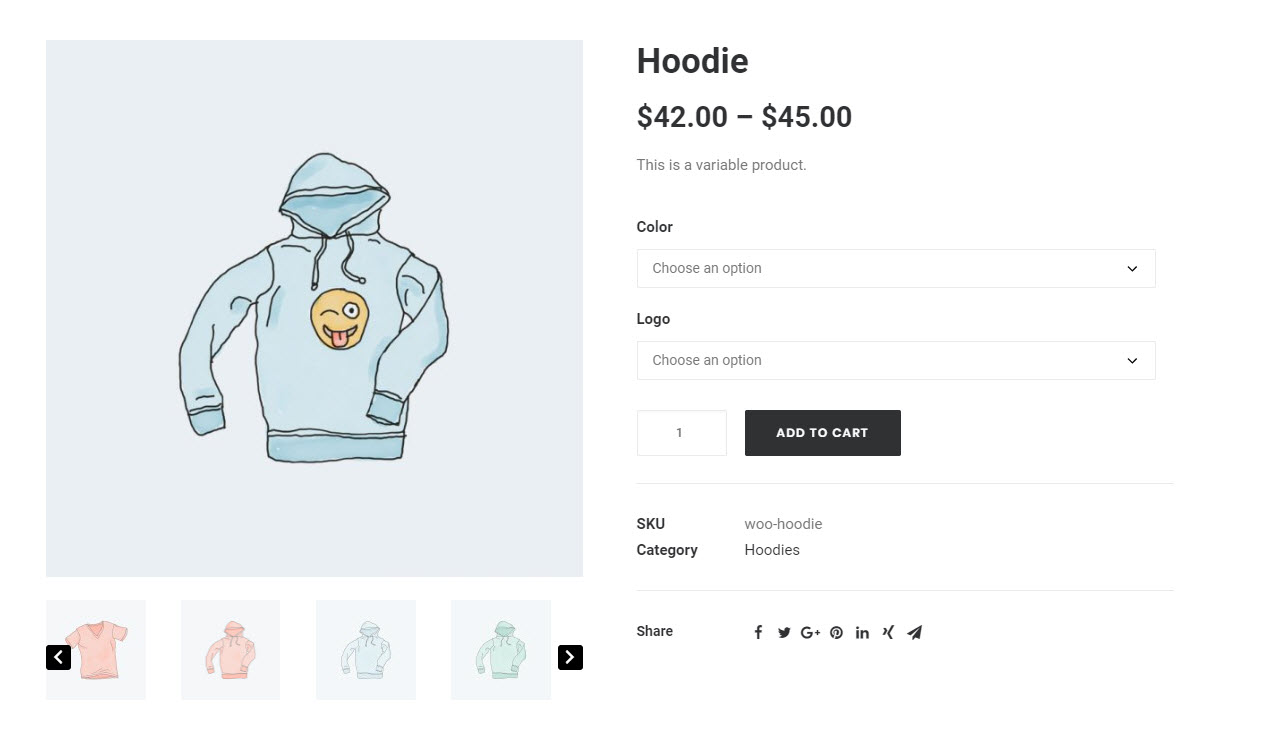 Hoodie
$42.00 – $45.00
This is a variable product.
Color
Choose an option
Logo
Choose an option
1 ADD TO CART
SKU woo-hoodie
Category Hoodies
Share